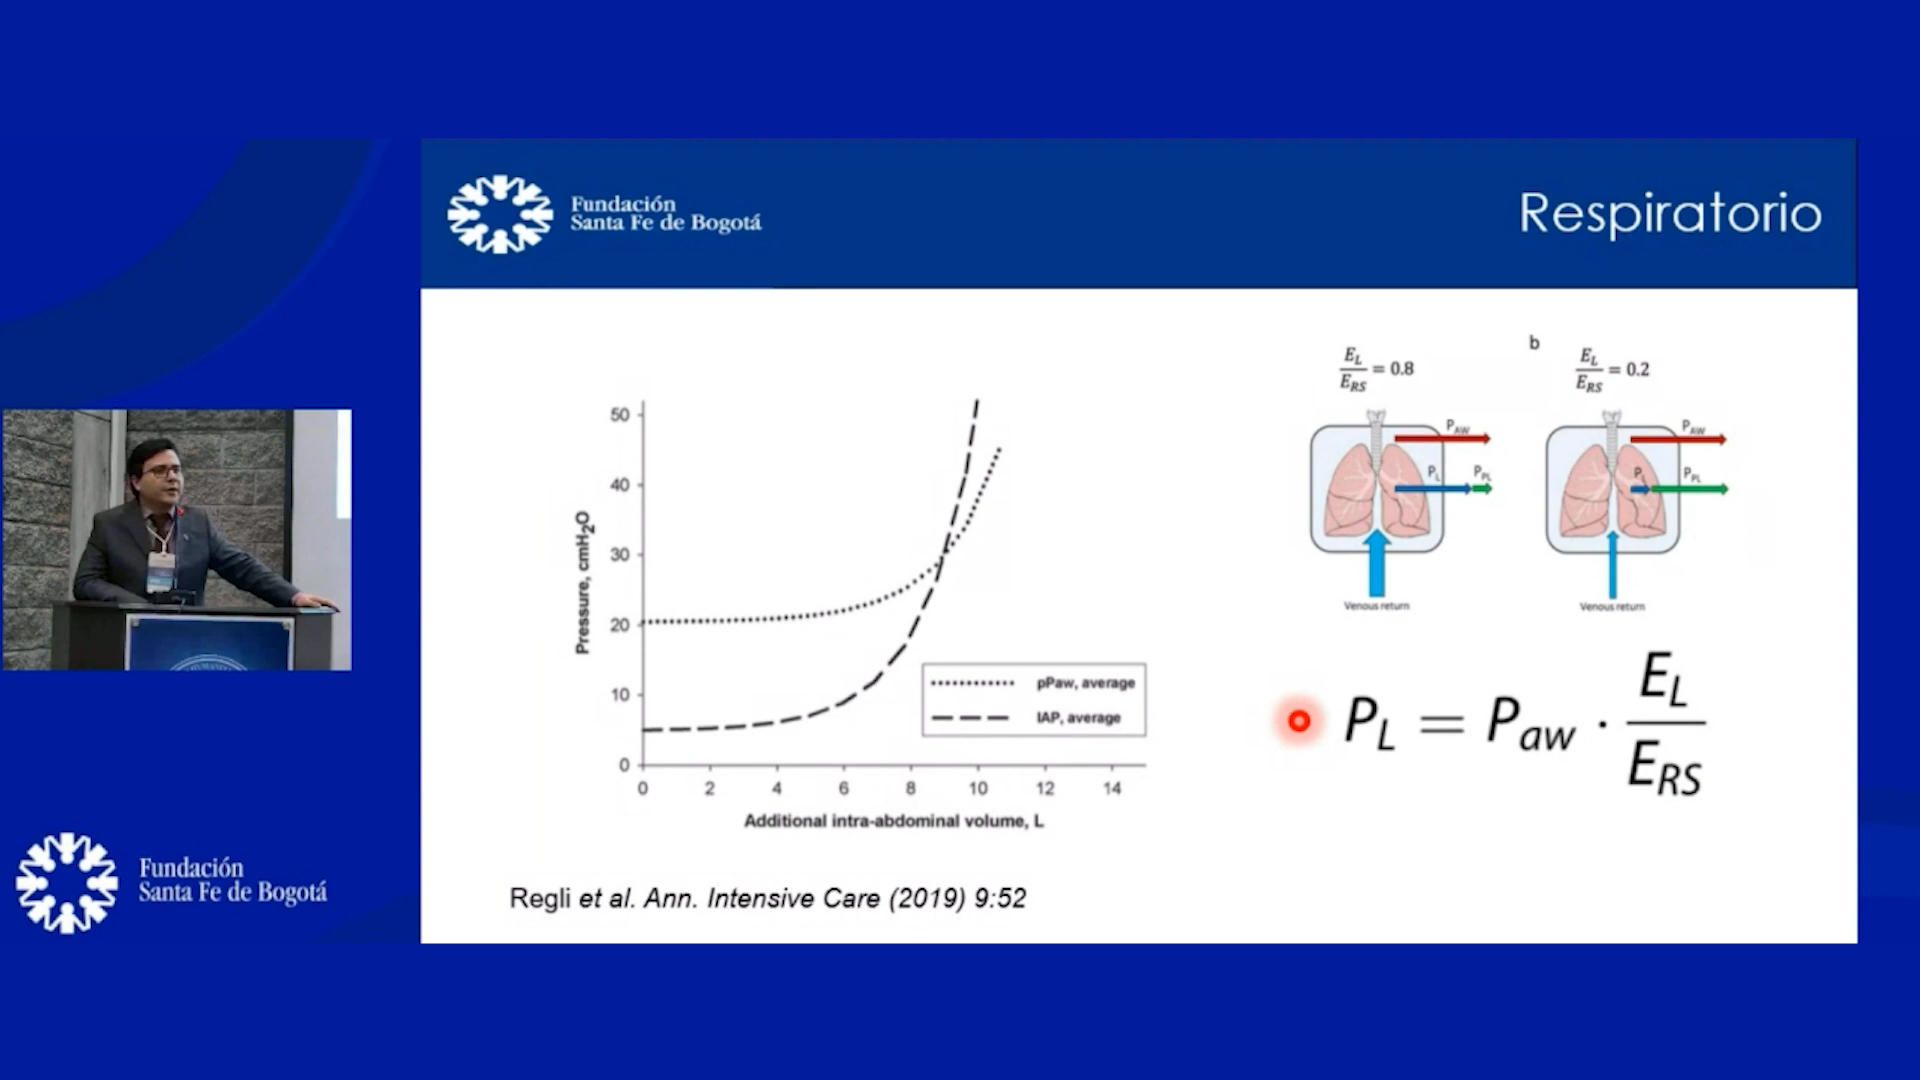 Fundación
Santa Fe de Bogotá
Respiratorio
50
40
30
20
10
0
Pressure, cmH₂O
0 2 4 6 8 10 12 14
Additional intra-abdominal volume, L
pPaw, average
IAP, average
E_L/E_RS = 0.8
P_AW
P_L
P_PL
Venous return
b
E_L/E_RS = 0.2
P_AW
P_PL
Venous return
P_L = P_aw · E_L/E_RS
Regli et al. Ann. Intensive Care (2019) 9:52
Fundación
Santa Fe de Bogotá